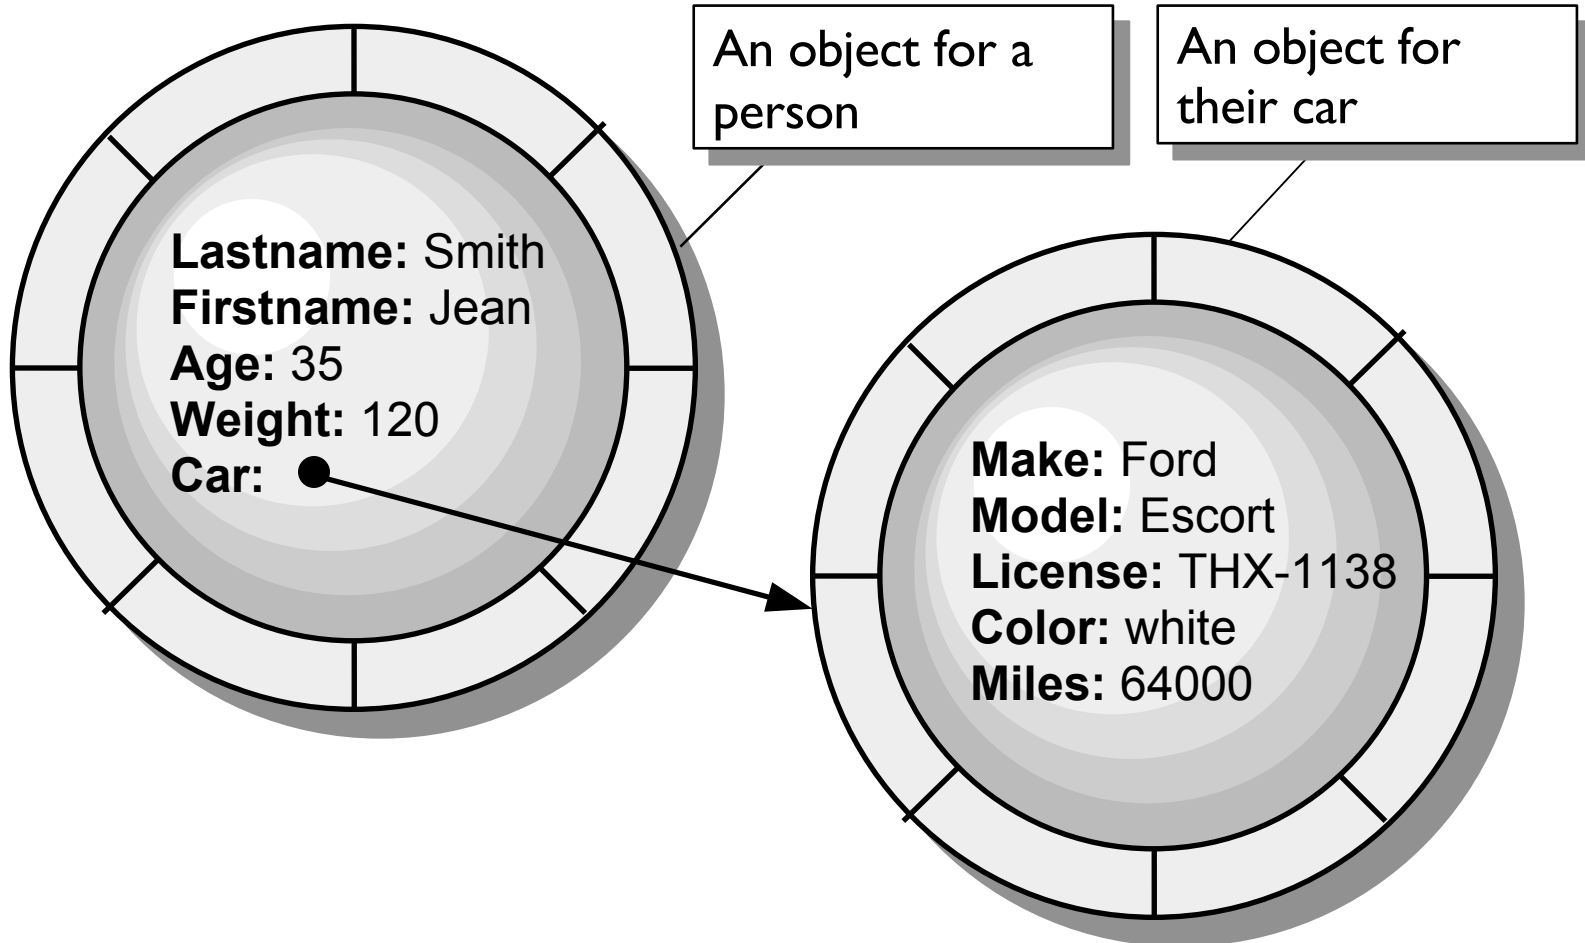 An object for a
person
An object for
their car
Lastname: Smith
Firstname: Jean
Age: 35
Weight: 120
Car:
Make: Ford
Model: Escort
License: THX-1138
Color: white
Miles: 64000